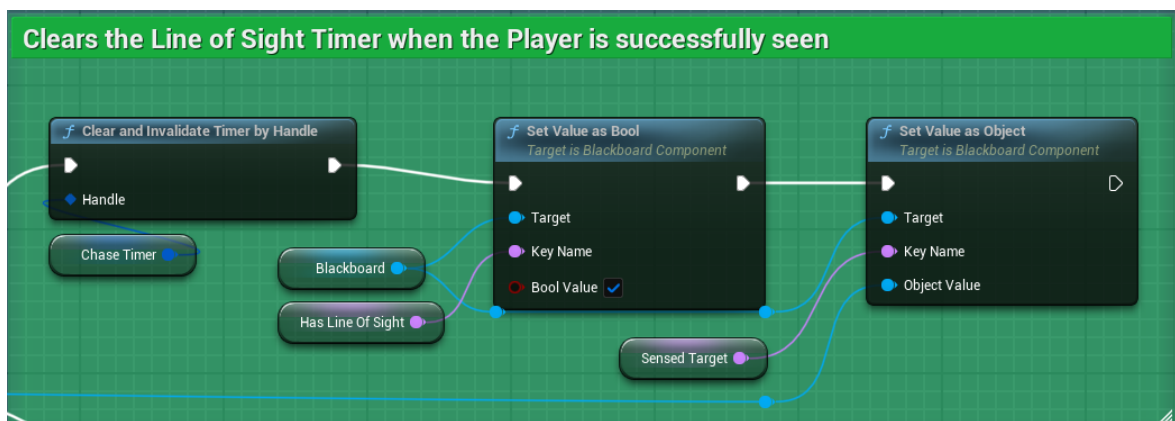 Clears the Line of Sight Timer when the Player is successfully seen
f Clear and Invalidate Timer by Handle
Handle
Chase Timer
Blackboard
Has Line Of Sight
f Set Value as Bool
Target is Blackboard Component
Target
Key Name
Bool Value
Sensed Target
f Set Value as Object
Target is Blackboard Component
Target
Key Name
Object Value